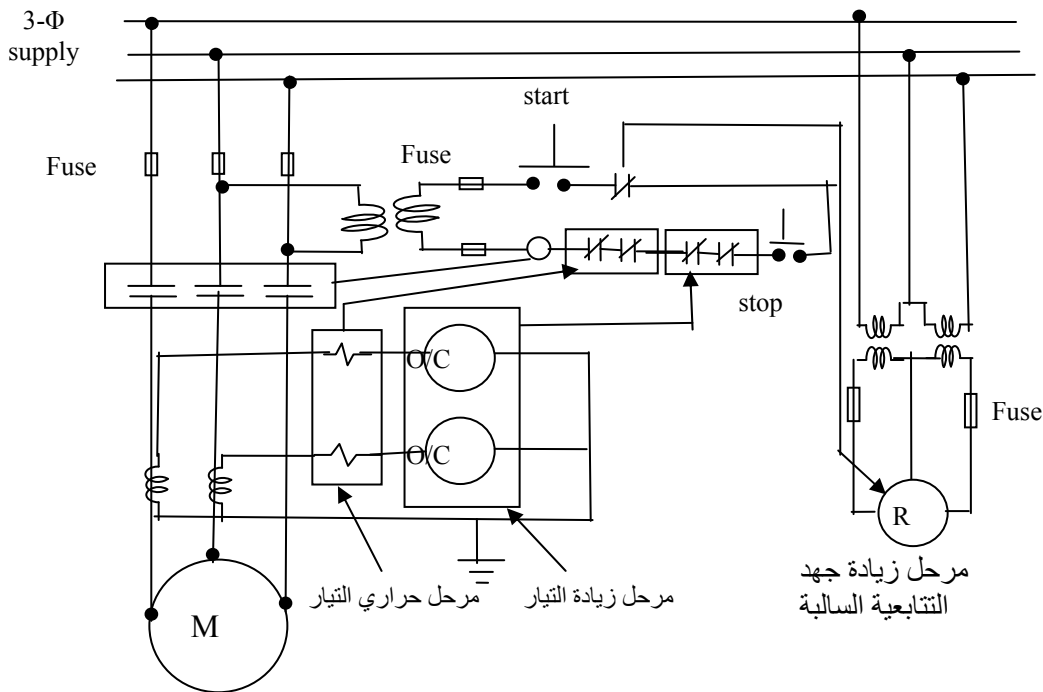 3-Φ
supply
start
Fuse
Fuse
stop
O/C
O/C
Fuse
R
M
مرحل حراري التيار
مرحل زيادة التيار
مرحل زيادة جهد
التتابعية السالبة